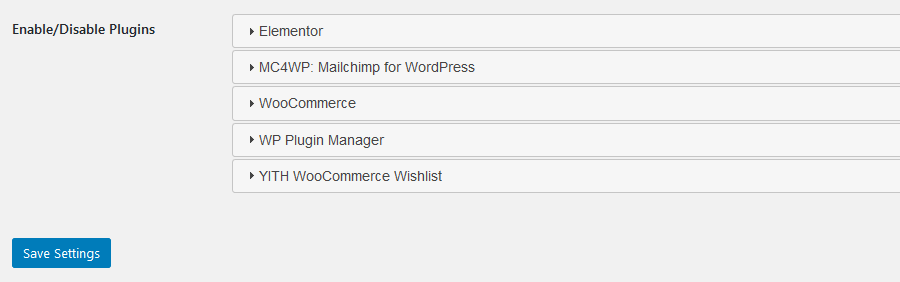 Enable/Disable Plugins
Elementor
MC4WP: Mailchimp for WordPress
WooCommerce
WP Plugin Manager
YITH WooCommerce Wishlist
Save Settings